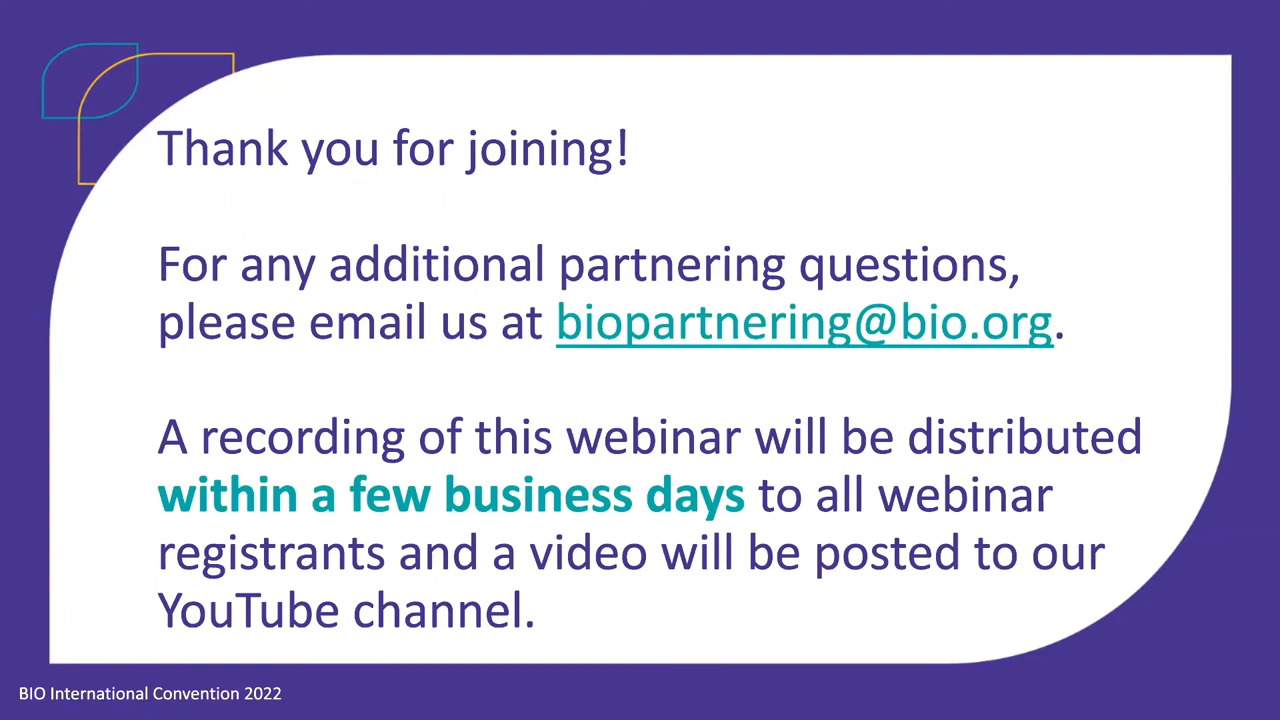 Thank you for joining!
For any additional partnering questions,
please email us at biopartnering@bio.org.
A recording of this webinar will be distributed
within a few business days to all webinar
registrants and a video will be posted to our
YouTube channel.
BIO International Convention 2022